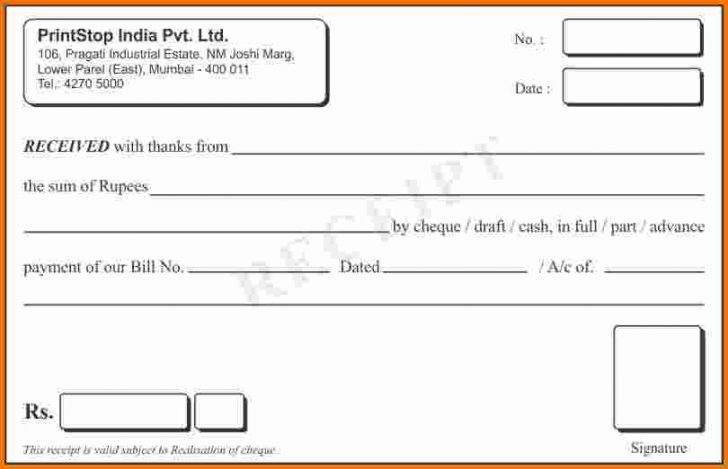 PrintStop India Pvt. Ltd.
106, Pragati Industrial Estate, NM Joshi Marg,
Lower Parel (East), Mumbai - 400 011
Tel.: 4270 5000
No. :
Date :
RECEIVED with thanks from
the sum of Rupees
by cheque / draft / cash, in full / part / advance
payment of our Bill No. Dated / A/c of.
RECEIPT
Rs.
This receipt is valid subject to Realisation of cheque.
Signature